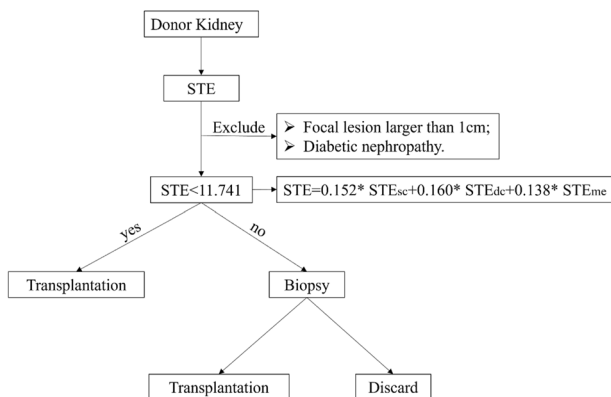 Donor Kidney
STE
Exclude
➢ Focal lesion larger than 1cm;
➢ Diabetic nephropathy.
STE<11.741
STE=0.152* STEsc+0.160* STEdc+0.138* STEme
yes
no
Transplantation
Biopsy
Transplantation
Discard